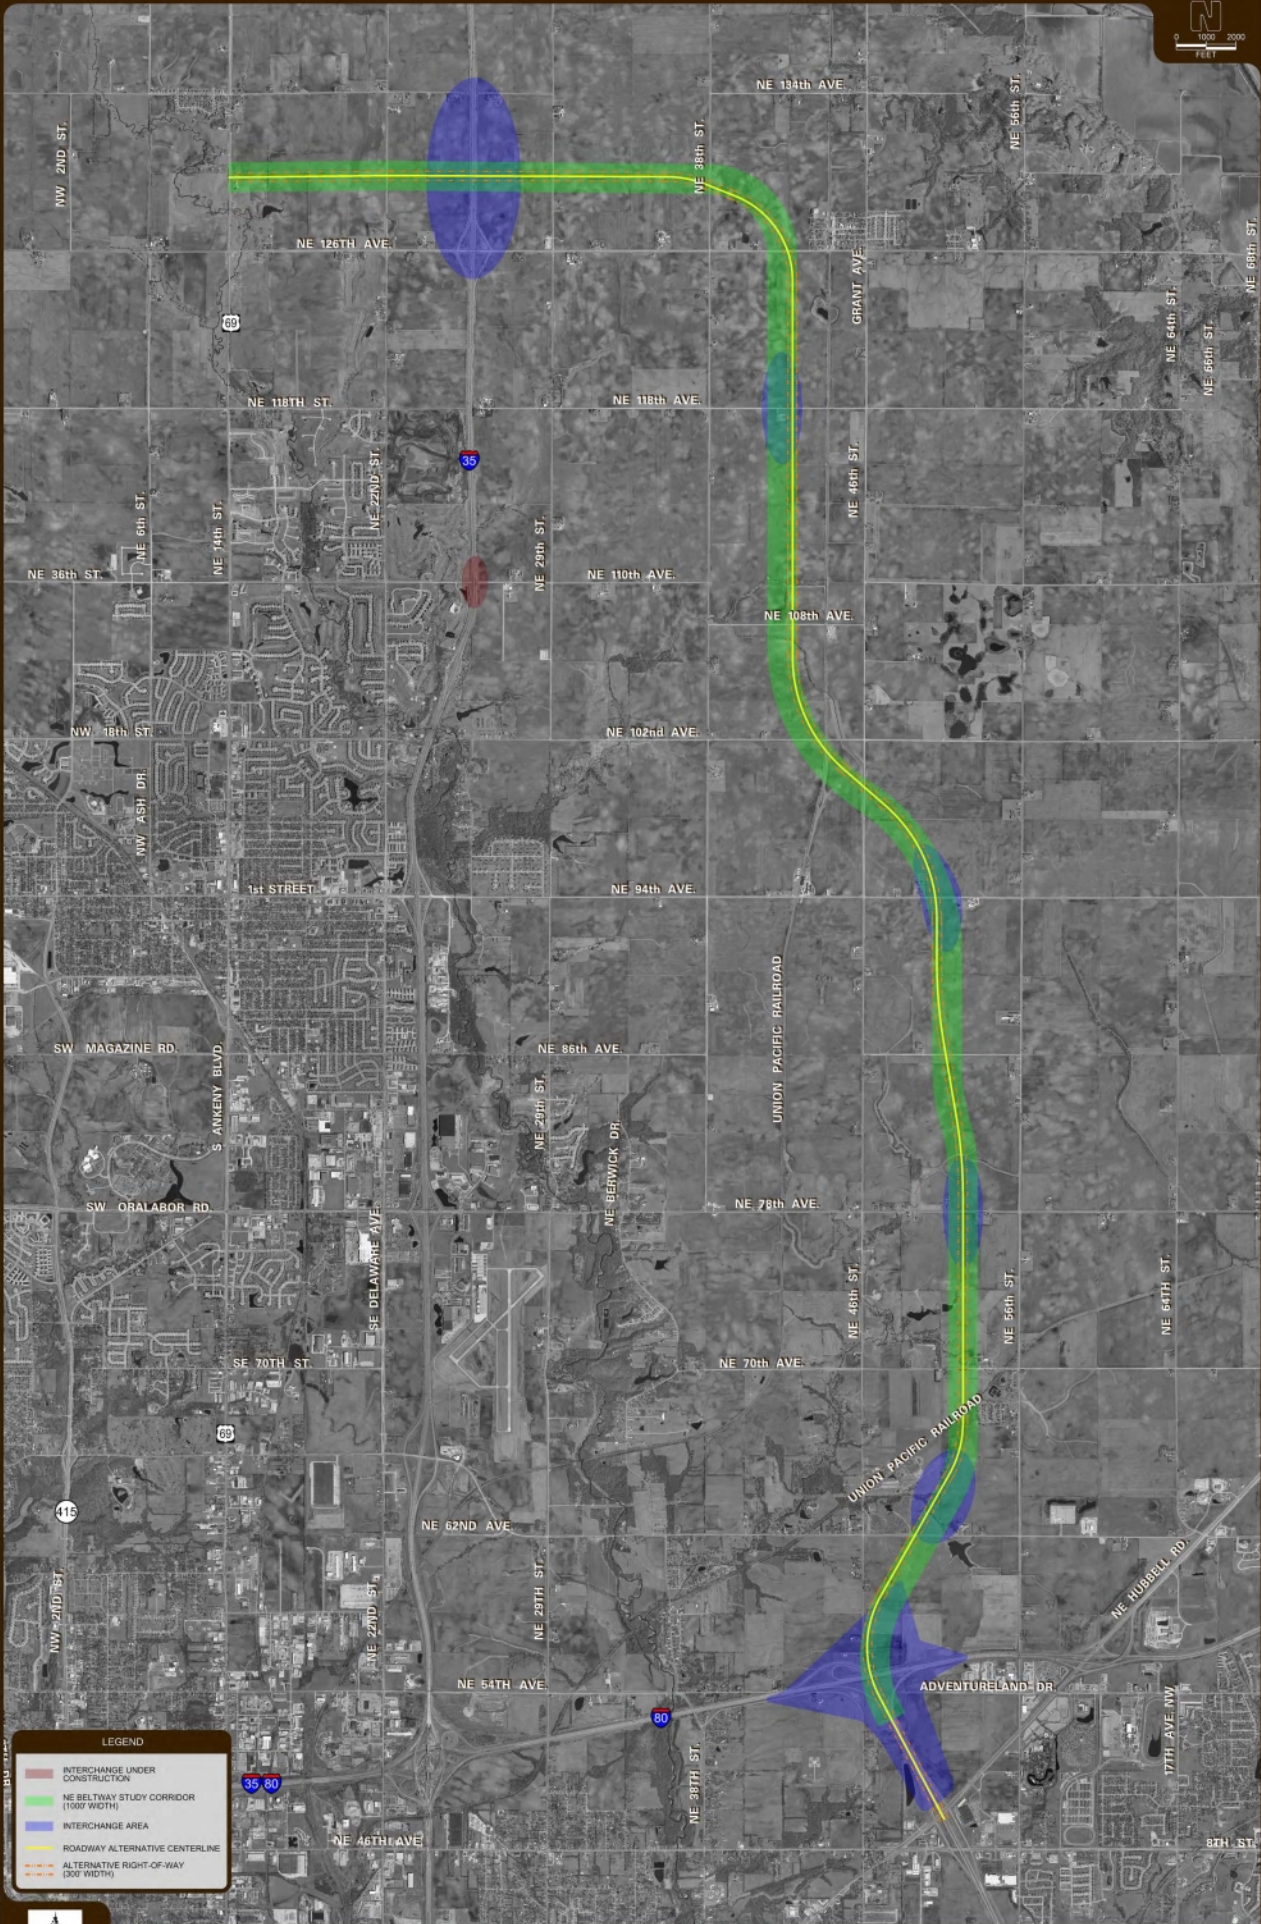 N
0 1000 2000
FEET
NE 134th AVE.
NE 56th ST.
NW 2ND ST.
NE 38th ST.
NE 126TH AVE.
GRANT AVE.
NE 68th ST.
69
NE 64th ST.
NE 66th ST.
NE 118TH ST.
NE 118th AVE.
35
NE 22ND ST.
NE 46th ST.
NE 6th ST.
NE 14th ST.
NE 29th ST.
NE 36th ST.
NE 110th AVE.
NE 108th AVE.
NW 18th ST.
NE 102nd AVE.
NW ASH DR.
1st STREET
NE 94th AVE.
UNION PACIFIC RAILROAD
SW MAGAZINE RD.
NE 86th AVE.
S ANKENY BLVD.
NE 29th ST.
NE BERWICK DR.
SW ORALABOR RD.
NE 78th AVE.
SE DELAWARE AVE.
NE 46th ST.
NE 56th ST.
NE 64TH ST.
SE 70TH ST.
NE 70th AVE.
69
UNION PACIFIC RAILROAD
415
NE 62ND AVE.
NE HUBBELL RD.
NW 2ND ST.
NE 22ND ST.
NE 29TH ST.
NE 54TH AVE.
ADVENTURELAND DR.
80
17TH AVE. NW
NE 38TH ST.
35 80
NE 46TH AVE.
8TH ST.
LEGEND
INTERCHANGE UNDER
CONSTRUCTION
NE BELTWAY STUDY CORRIDOR
(1000' WIDTH)
INTERCHANGE AREA
ROADWAY ALTERNATIVE CENTERLINE
ALTERNATIVE RIGHT-OF-WAY
(300' WIDTH)